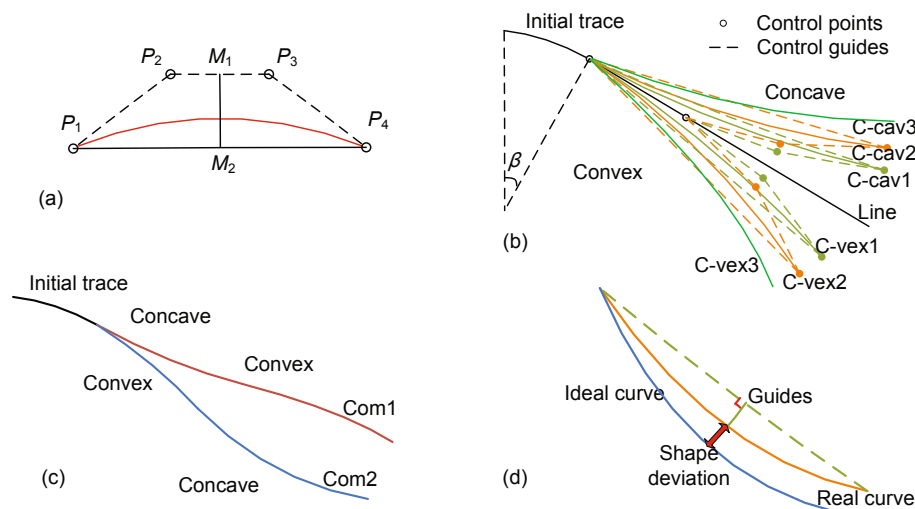 P2
M1
P3
P1
P4
M2
(a)
Initial trace
Control points
Control guides
Concave
C-cav3
C-cav2
C-cav1
β
Convex
Line
C-vex1
C-vex2
C-vex3
(b)
Initial trace
Concave
Convex
Convex
Com1
Concave
Com2
(c)
Ideal curve
Guides
Shape
deviation
Real curve
(d)